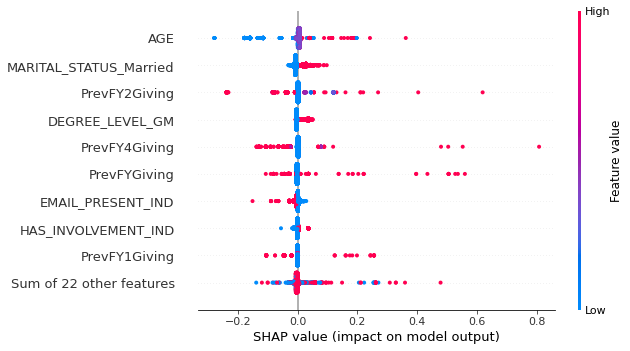 High
AGE
MARITAL_STATUS_Married
PrevFY2Giving
DEGREE_LEVEL_GM
PrevFY4Giving
PrevFYGiving
EMAIL_PRESENT_IND
HAS_INVOLVEMENT_IND
PrevFY1Giving
Sum of 22 other features
Feature value
Low
−0.2 0.0 0.2 0.4 0.6 0.8
SHAP value (impact on model output)